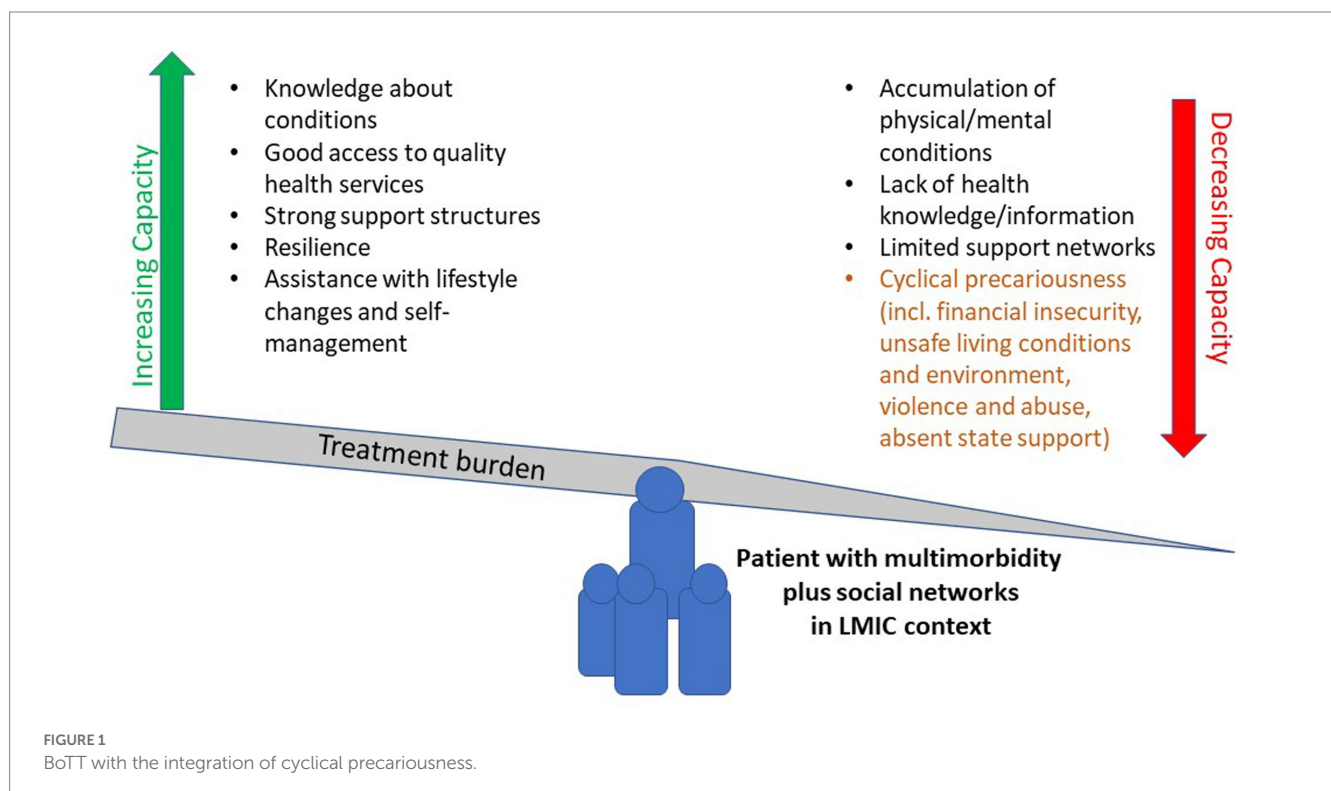 Increasing Capacity
• Knowledge about
conditions
• Good access to quality
health services
• Strong support structures
• Resilience
• Assistance with lifestyle
changes and self-
management
• Accumulation of
physical/mental
conditions
• Lack of health
knowledge/information
• Limited support networks
• Cyclical precariousness
(incl. financial insecurity,
unsafe living conditions
and environment,
violence and abuse,
absent state support)
Decreasing Capacity
Treatment burden
Patient with multimorbidity
plus social networks
in LMIC context
FIGURE 1
BoTT with the integration of cyclical precariousness.